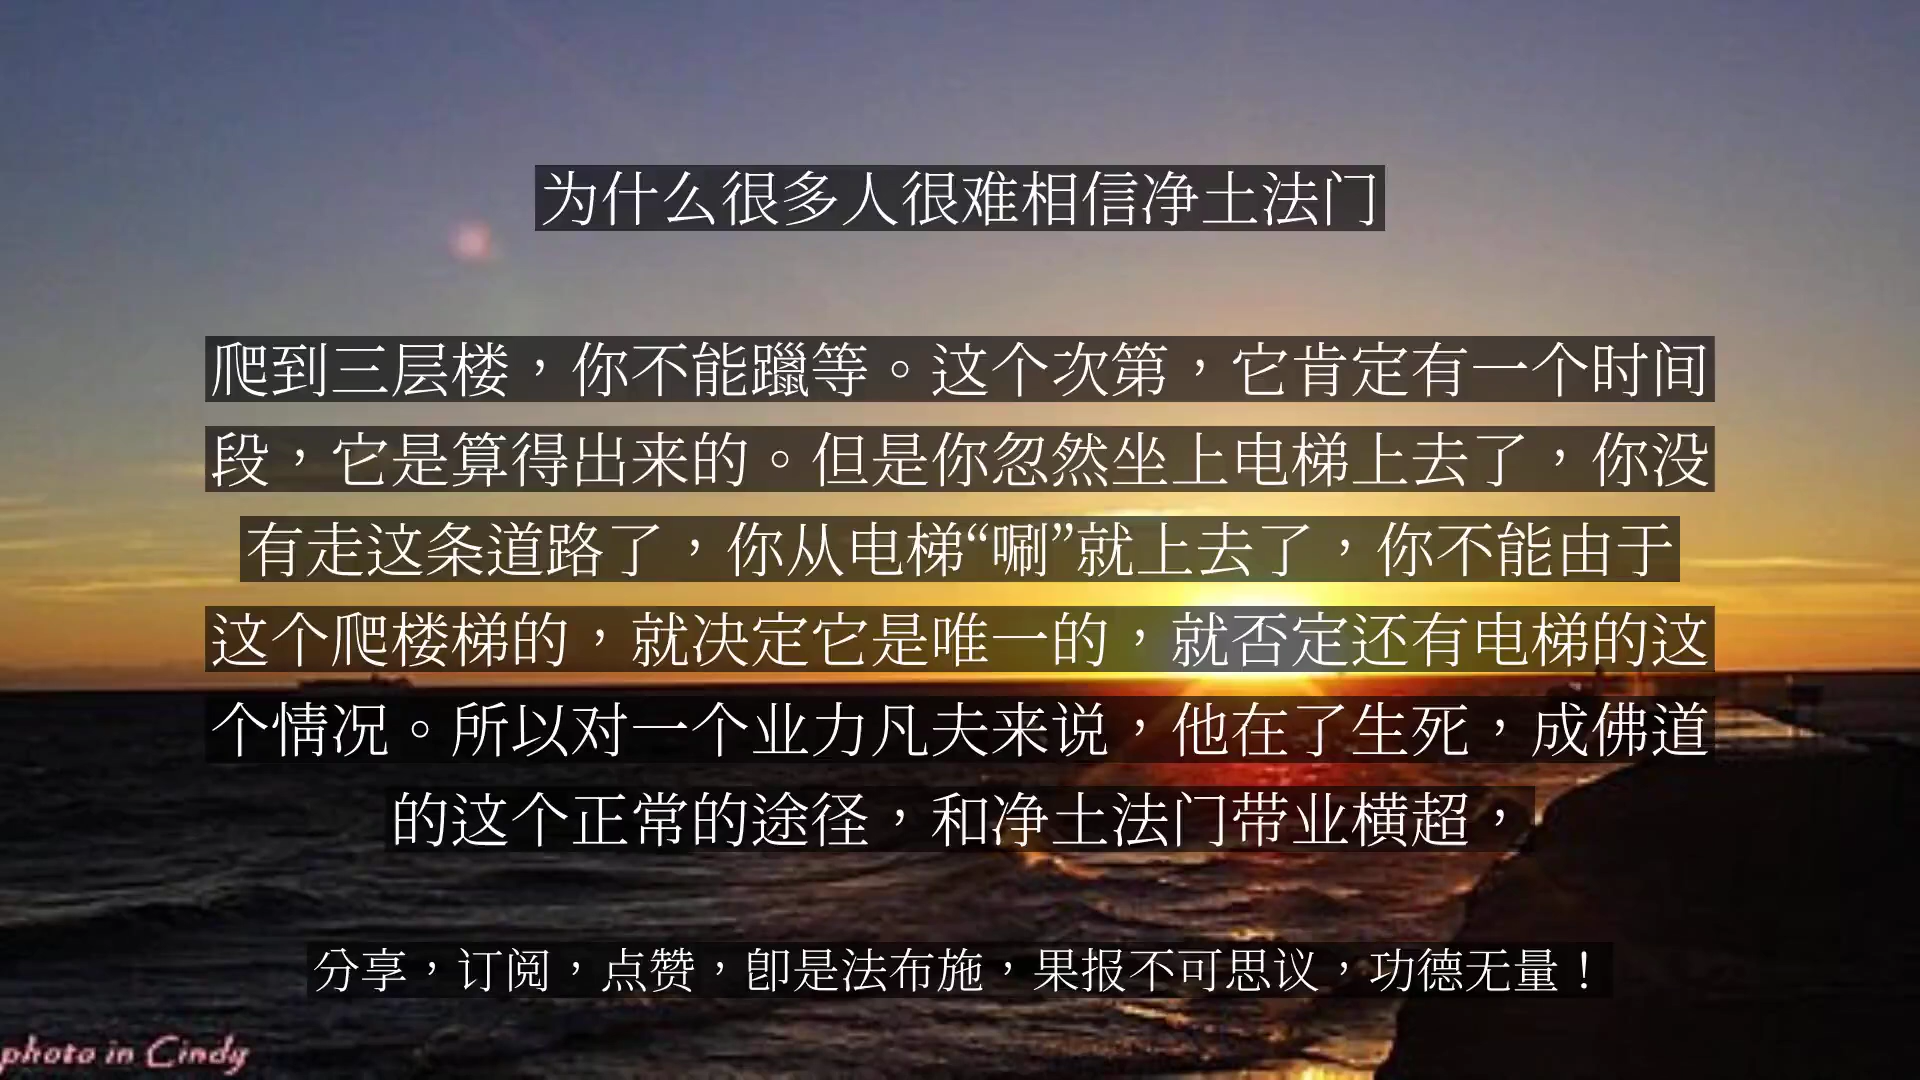 为什么很多人很难相信净土法门
爬到三层楼，你不能躐等。这个次第，它肯定有一个时间
段，它是算得出来的。但是你忽然坐上电梯上去了，你没
有走这条道路了，你从电梯“唰”就上去了，你不能由于
这个爬楼梯的，就决定它是唯一的，就否定还有电梯的这
个情况。所以对一个业力凡夫来说，他在了生死，成佛道
的这个正常的途径，和净土法门带业横超，
分享，订阅，点赞，即是法布施，果报不可思议，功德无量！
photo in Cindy